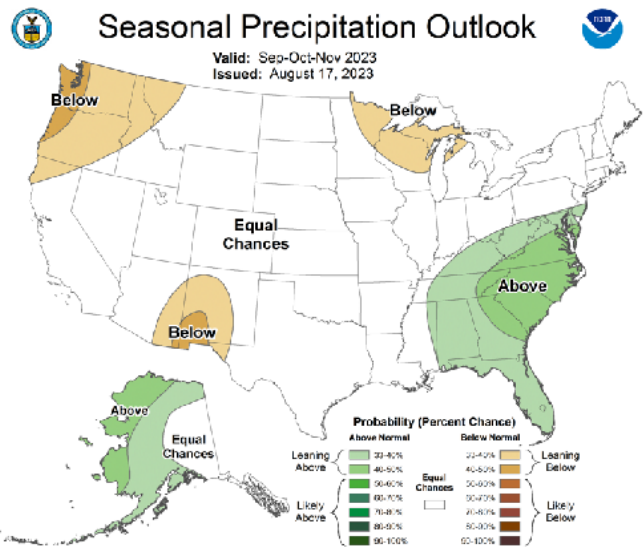 Seasonal Precipitation Outlook
Valid: Sep-Oct-Nov 2023
Issued: August 17, 2023
Below
Below
Equal
Chances
Above
Below
Above
Equal
Chances
Probability (Percent Chance)
Above Normal
Below Normal
Leaning
Above
33-40%
40-50%
Likely
Above
50-60%
60-70%
70-80%
80-90%
90-100%
Equal
Chances
33-40%
40-50%
Leaning
Below
50-60%
60-70%
70-80%
80-90%
90-100%
Likely
Below